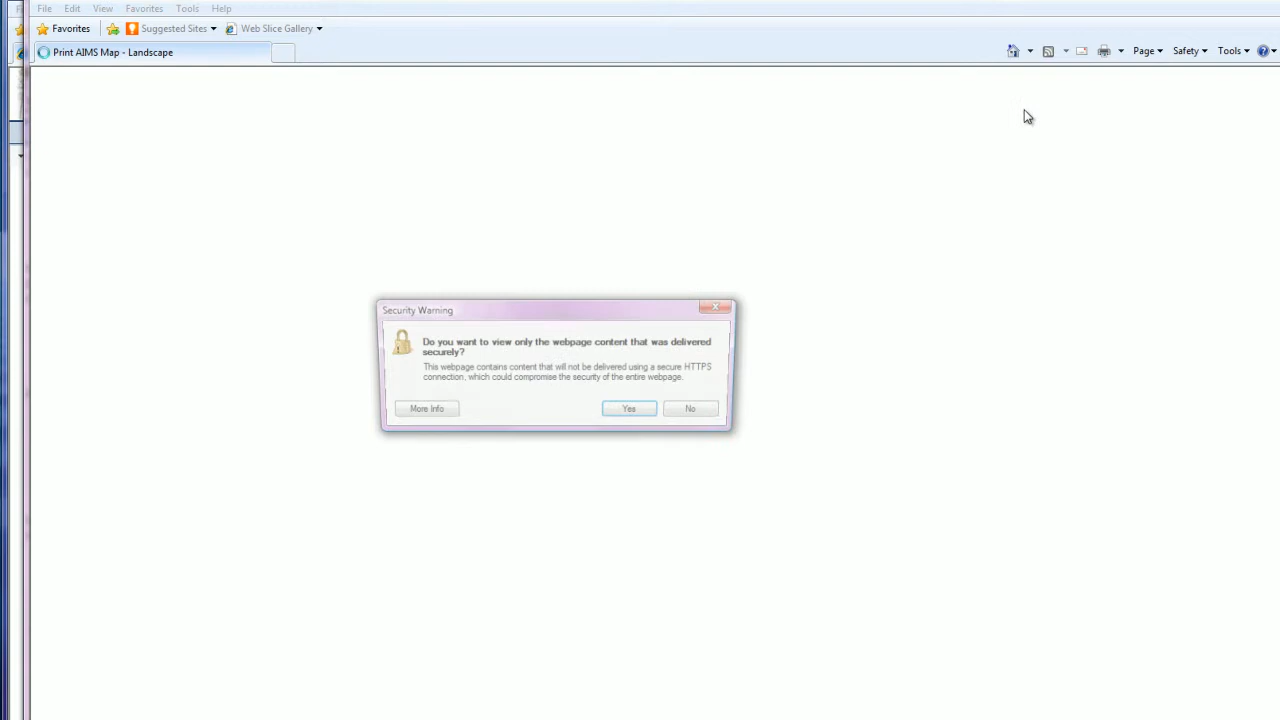 File Edit View Favorites Tools Help
Favorites Suggested Sites Web Slice Gallery
Print AIMS Map - Landscape
Page Safety Tools
Security Warning
Do you want to view only the webpage content that was delivered
securely?
This webpage contains content that will not be delivered using a secure HTTPS
connection, which could compromise the security of the entire webpage.
More Info Yes No